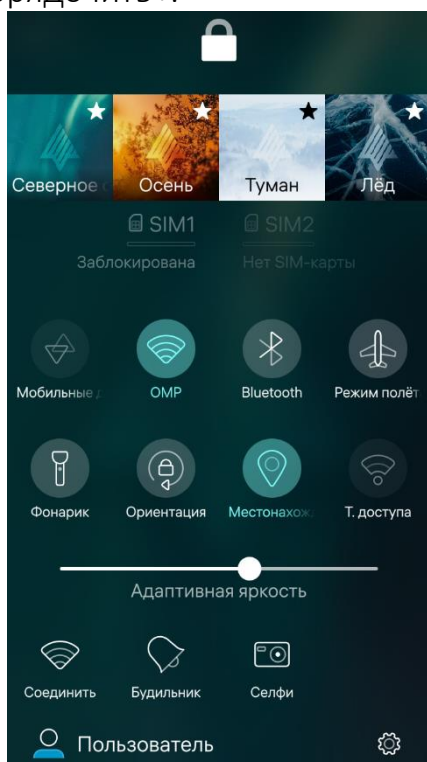 Северное
Осень
Туман
Лёд
SIM1
SIM2
Заблокирована
Нет SIM-карты
Мобильные
OMP
Bluetooth
Режим полёт
Фонарик
Ориентация
Местонахож
Т. доступа
Адаптивная яркость
Соединить
Будильник
Селфи
Пользователь